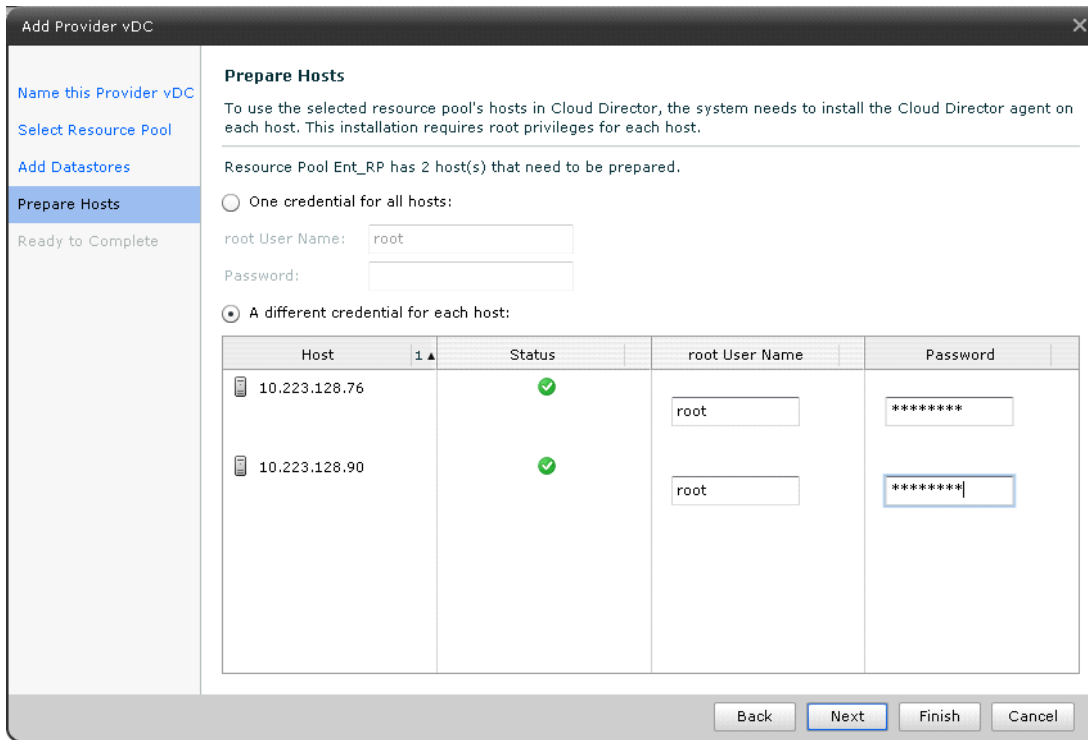 Add Provider vDC
Name this Provider vDC
Select Resource Pool
Add Datastores
Prepare Hosts
Ready to Complete
Prepare Hosts
To use the selected resource pool's hosts in Cloud Director, the system needs to install the Cloud Director agent on
each host. This installation requires root privileges for each host.
Resource Pool Ent_RP has 2 host(s) that need to be prepared.
One credential for all hosts:
root User Name: root
Password:
A different credential for each host:
Host 1 ▲ Status root User Name Password
10.223.128.76
root ********
10.223.128.90
root ********
Back Next Finish Cancel